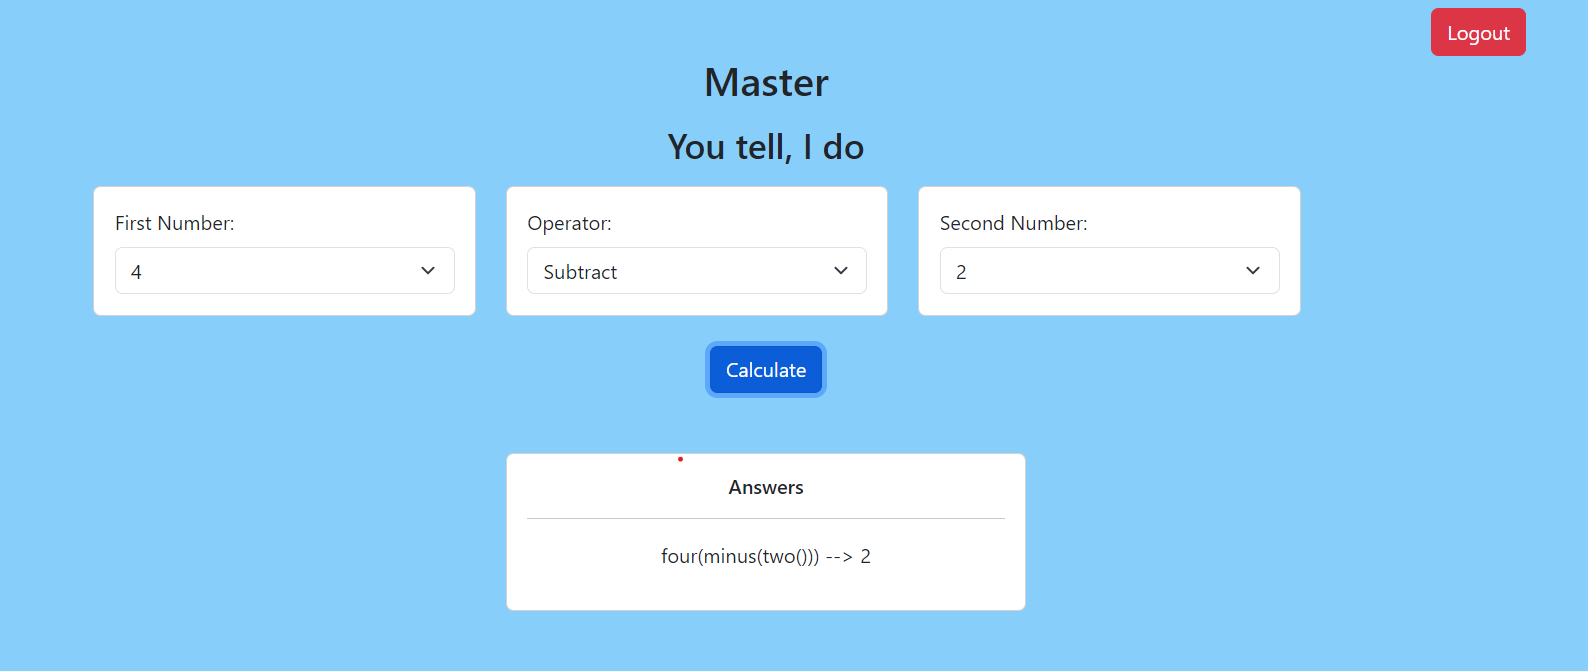 Logout
Master
You tell, I do
First Number:
4
Operator:
Subtract
Second Number:
2
Calculate
Answers
four(minus(two())) --> 2